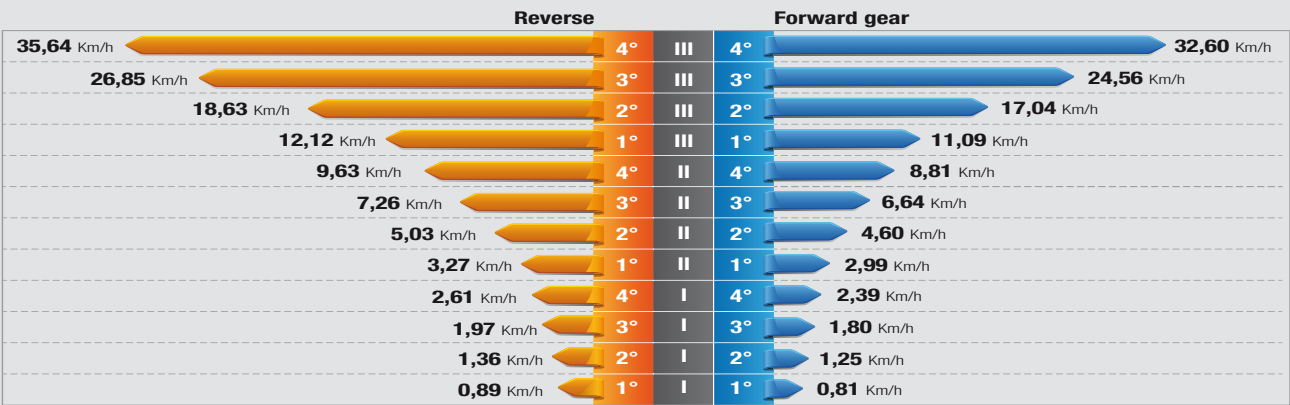 Reverse Forward gear
35,64 Km/h 4° III 4° 32,60 Km/h
26,85 Km/h 3° III 3° 24,56 Km/h
18,63 Km/h 2° III 2° 17,04 Km/h
12,12 Km/h 1° III 1° 11,09 Km/h
9,63 Km/h 4° II 4° 8,81 Km/h
7,26 Km/h 3° II 3° 6,64 Km/h
5,03 Km/h 2° II 2° 4,60 Km/h
3,27 Km/h 1° II 1° 2,99 Km/h
2,61 Km/h 4° I 4° 2,39 Km/h
1,97 Km/h 3° I 3° 1,80 Km/h
1,36 Km/h 2° I 2° 1,25 Km/h
0,89 Km/h 1° I 1° 0,81 Km/h